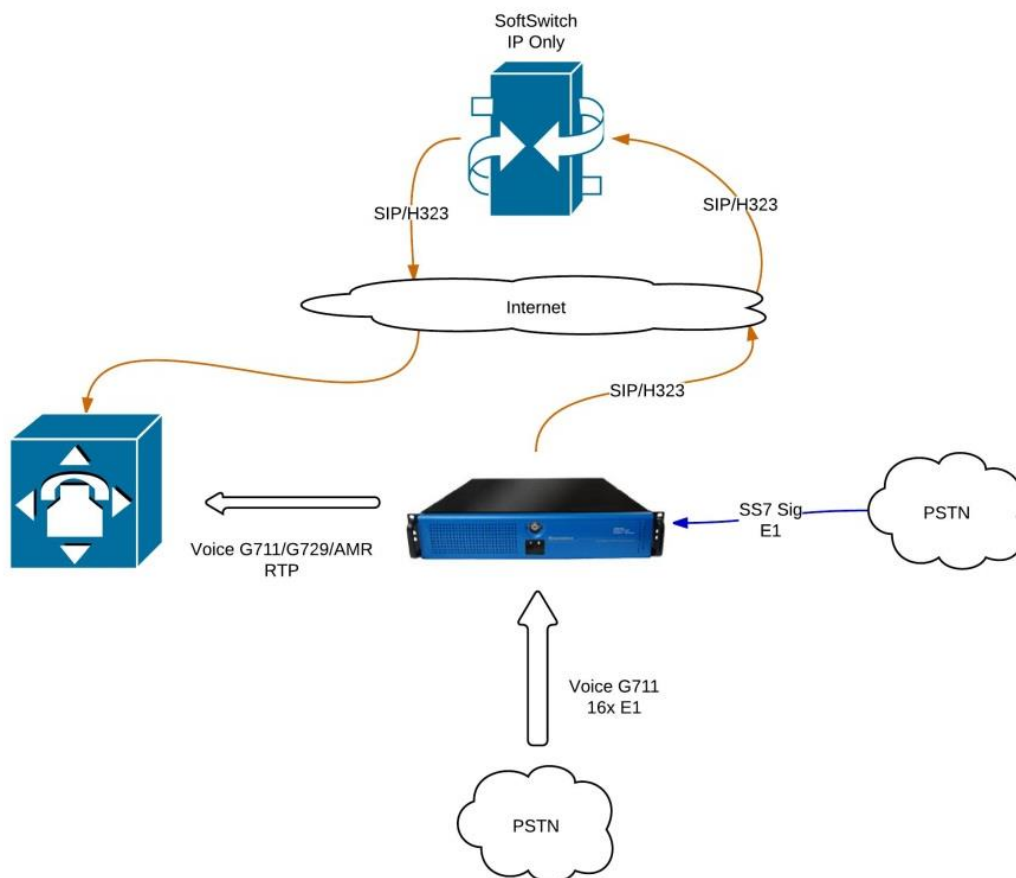 SoftSwitch
IP Only
SIP/H323
SIP/H323
Internet
SIP/H323
SS7 Sig
E1
PSTN
Voice G711/G729/AMR
RTP
Voice G711
16x E1
PSTN